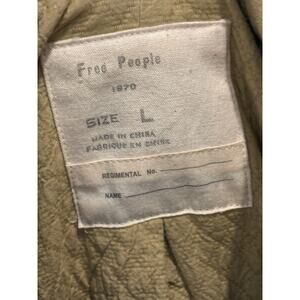 Free People
1970
SIZE L
MADE IN CHINA
FABRIQUE EN CHINE
REGIMENTAL No.
NAME